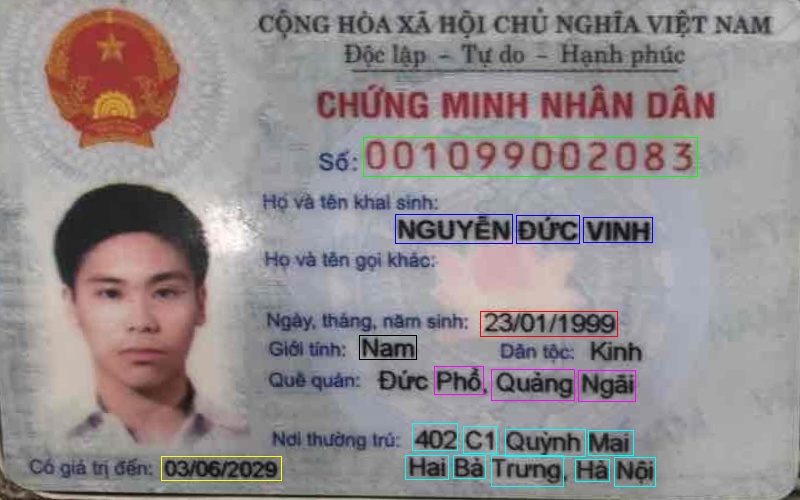 CỘNG HÒA XÃ HỘI CHỦ NGHĨA VIỆT NAM
Độc lập – Tự do – Hạnh phúc
CHỨNG MINH NHÂN DÂN
Số: 001099002083
Họ và tên khai sinh:
NGUYỄN ĐỨC VINH
Họ và tên gọi khác:
Ngày, tháng, năm sinh: 23/01/1999
Giới tính: Nam Dân tộc: Kinh
Quê quán: Đức Phổ, Quảng Ngãi
Nơi thường trú: 402 C1 Quỳnh Mai
Hai Bà Trưng, Hà Nội
Có giá trị đến: 03/06/2029